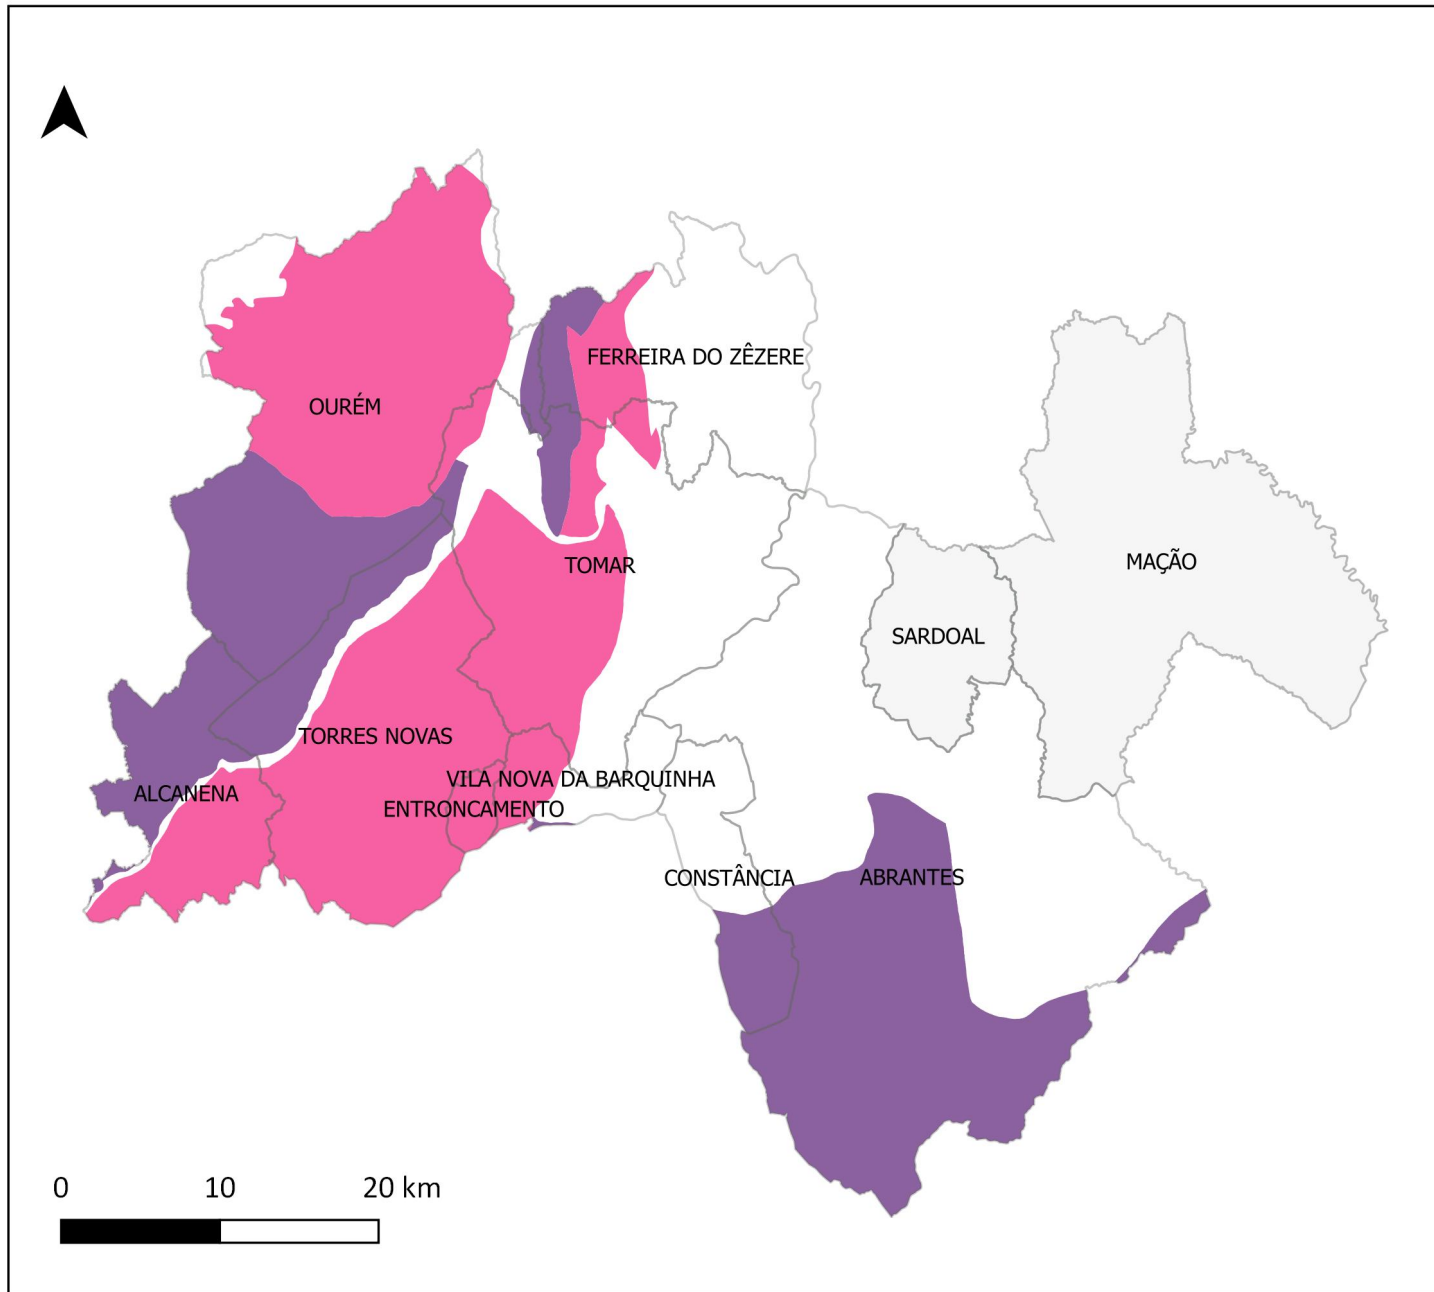 FERREIRA DO ZÊZERE
OURÉM
TOMAR
MAÇÃO
SARDOAL
TORRES NOVAS
VILA NOVA DA BARQUINHA
ALCANENA
ENTRONCAMENTO
CONSTÂNCIA
ABRANTES
0 10 20 km